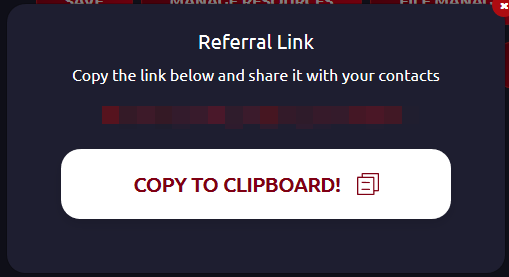 SAVE
MANAGE RESOURCES
FILE MANAG
Referral Link
Copy the link below and share it with your contacts
COPY TO CLIPBOARD!